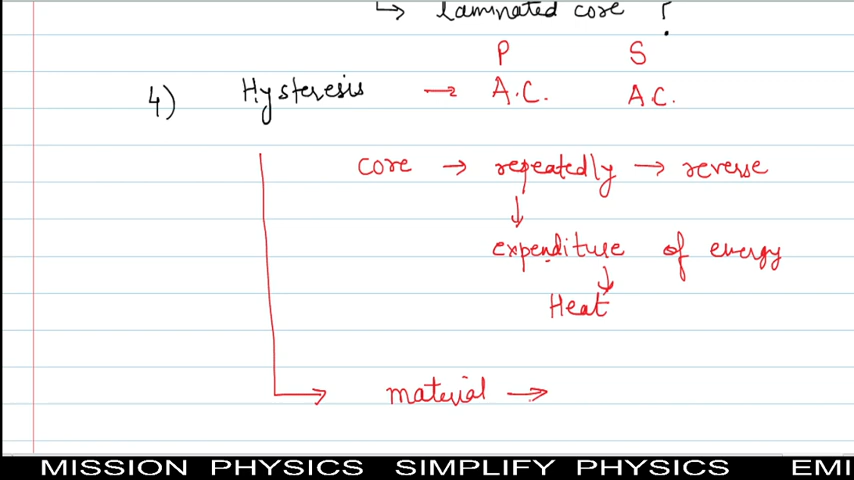 ↳ laminated core ?
P S
4) Hysteresis → A.C. A.C.
core → repeatedly → reverse
↓
expenditure of energy
↓
Heat
→ material →
MISSION PHYSICS SIMPLIFY PHYSICS EMI